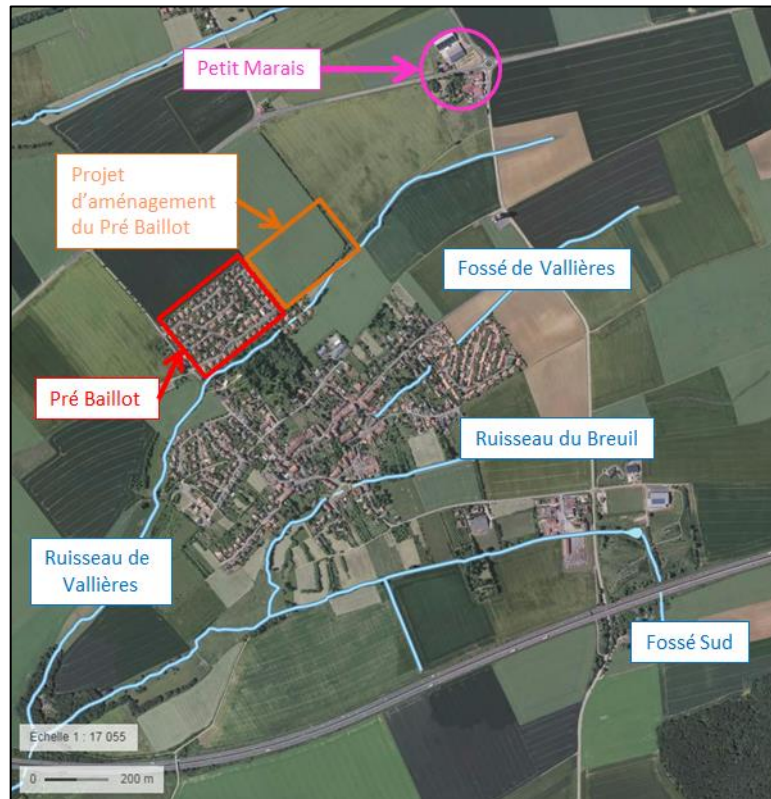 Petit Marais
Projet
d'aménagement
du Pré Baillot
Fossé de Vallières
Pré Baillot
Ruisseau du Breuil
Ruisseau de
Vallières
Fossé Sud
Echelle 1 : 17 055
0 200 m